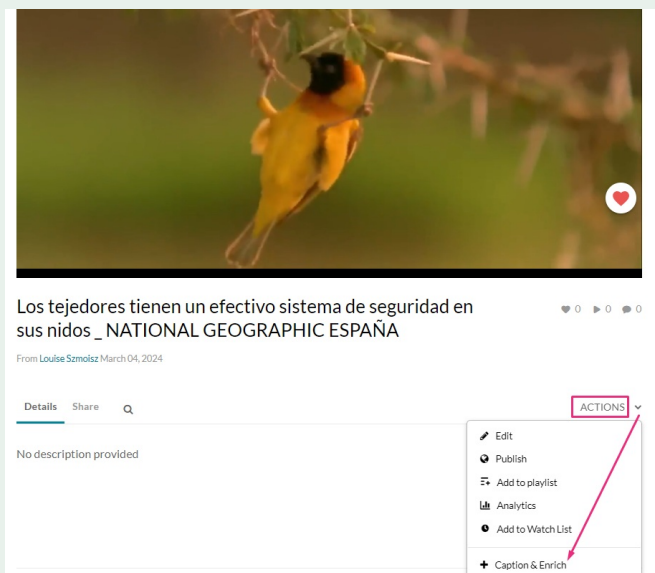 Los tejedores tienen un efectivo sistema de seguridad en
sus nidos _ NATIONAL GEOGRAPHIC ESPAÑA
0 0 0
From Louise Szmoisz March 04, 2024
Details Share
ACTIONS
Edit
No description provided
Publish
Add to playlist
Analytics
Add to Watch List
Caption & Enrich